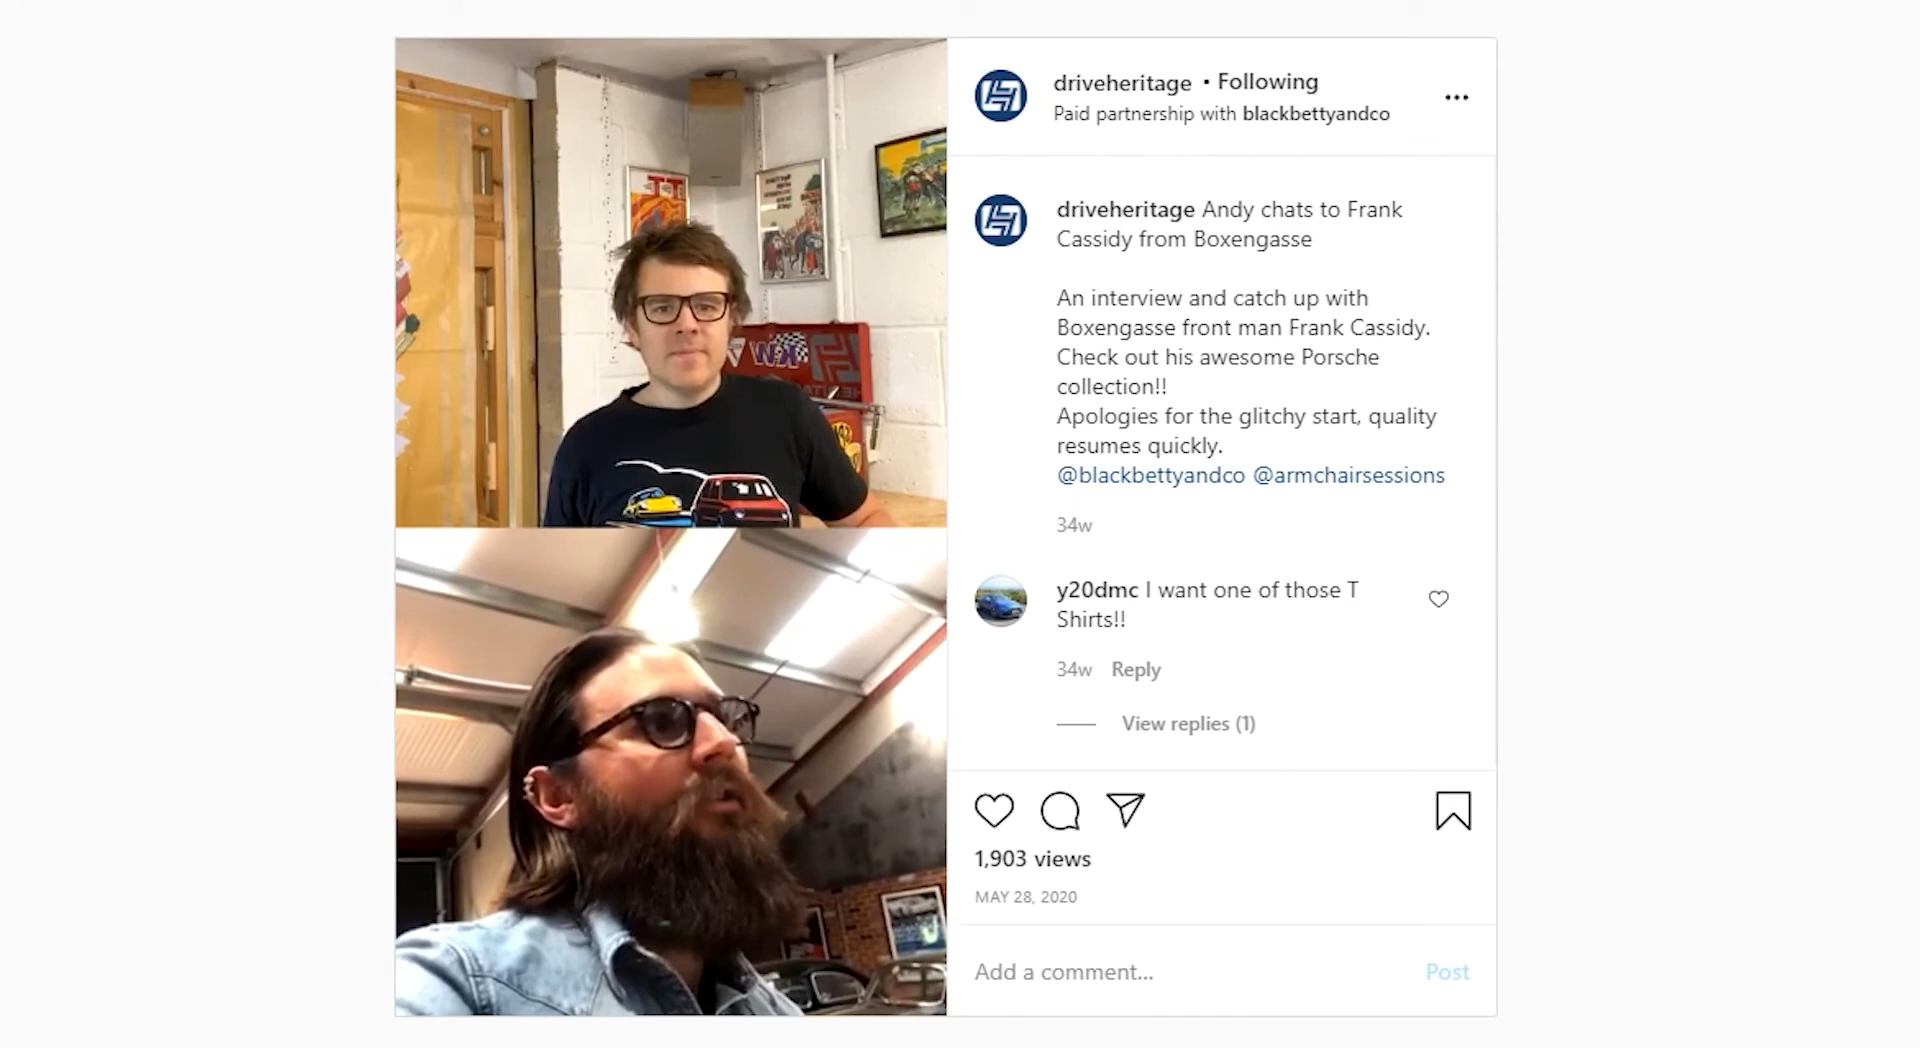 driveheritage • Following
Paid partnership with blackbettyandco
driveheritage Andy chats to Frank
Cassidy from Boxengasse
An interview and catch up with
Boxengasse front man Frank Cassidy.
Check out his awesome Porsche
collection!!
Apologies for the glitchy start, quality
resumes quickly.
@blackbettyandco @armchairsessions
34w
y20dmc I want one of those T
Shirts!!
34w Reply
View replies (1)
1,903 views
MAY 28, 2020
Add a comment...
Post